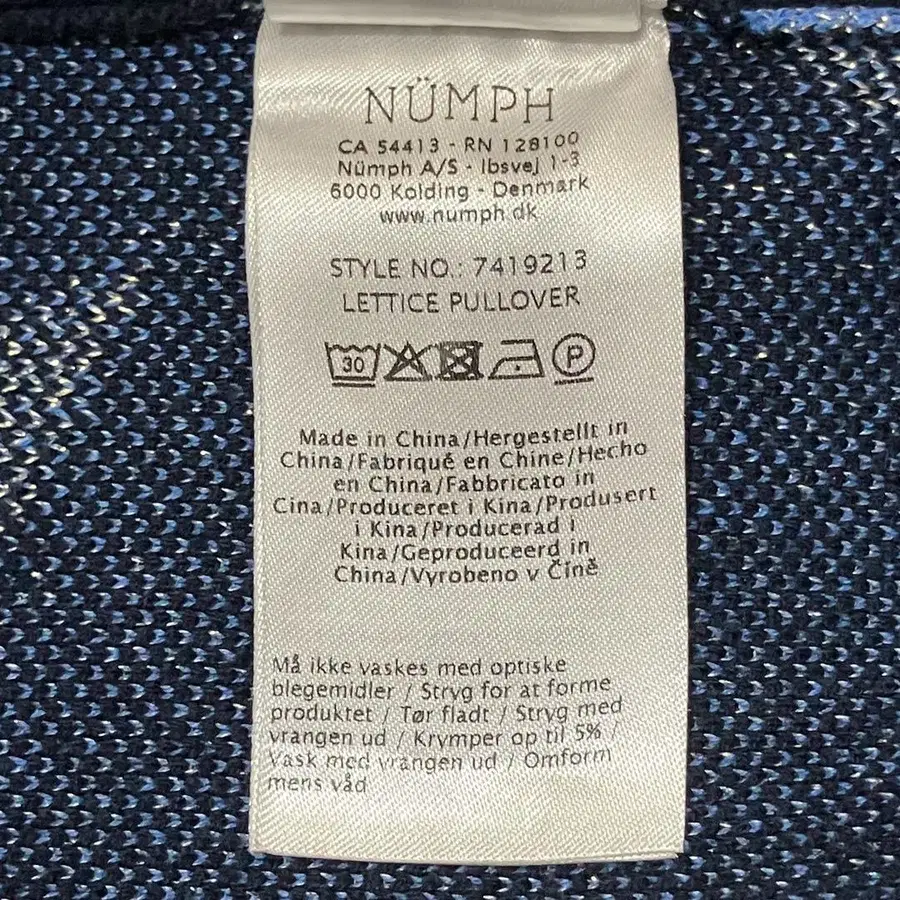 NÜMPH
CA 54413 - RN 128100
Nümph A/S - Ibsvej 1-3
6000 Kolding - Denmark
www.numph.dk
STYLE NO.: 7419213
LETTICE PULLOVER
30 P
Made in China/Hergestellt in
China/Fabriqué en Chine/Hecho
en China/Fabbricato in
Cina/Produceret i Kina/Produsert
i Kina/Producerad i
Kina/Geproduceerd in
China/Vyrobeno v Číně
Må ikke vaskes med optiske
blegemidler / Stryg for at forme
produktet / Tør fladt / Stryg med
vrangen ud / Krymper op til 5% /
Vask med vrangen ud / Omform
mens våd